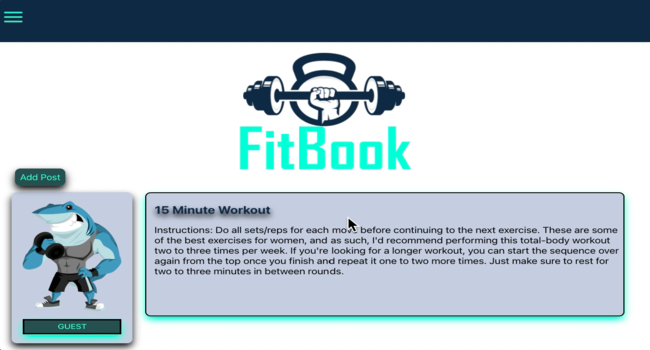 FitBook
Add Post
15 Minute Workout
Instructions: Do all sets/reps for each before continuing to the next exercise. These are some
of the best exercises for women, and as such, I'd recommend performing this total-body workout
two to three times per week. If you're looking for a longer workout, you can start the sequence over
again from the top once you finish and repeat it one to two more times. Just make sure to rest for
two to three minutes in between rounds.
GUEST